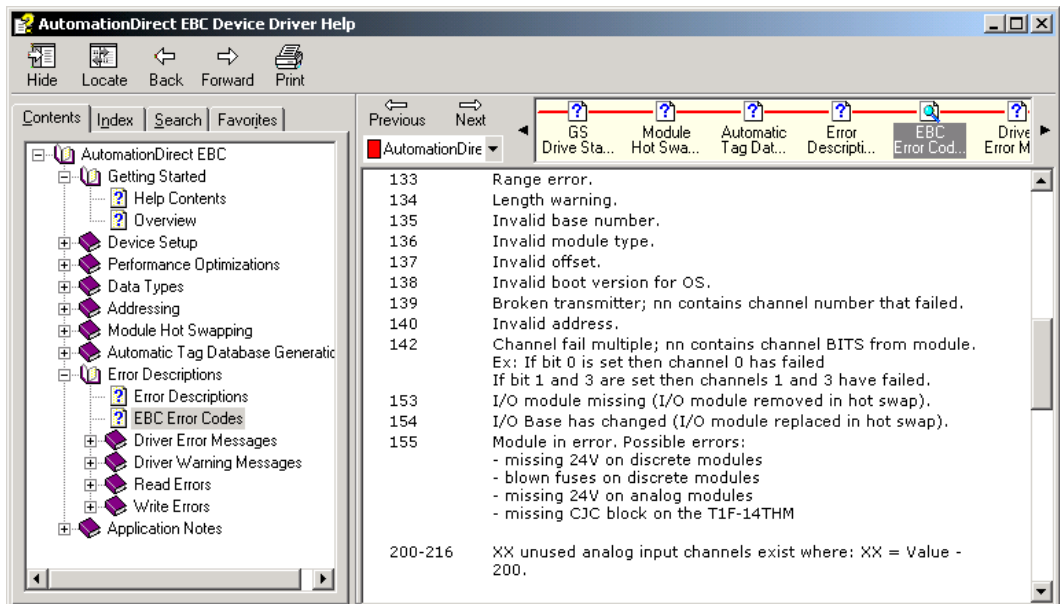 AutomationDirect EBC Device Driver Help
Hide Locate Back Forward Print
Contents Index Search Favorites
AutomationDirect EBC
Getting Started
Help Contents
Overview
Device Setup
Performance Optimizations
Data Types
Addressing
Module Hot Swapping
Automatic Tag Database Generatic
Error Descriptions
Error Descriptions
EBC Error Codes
Driver Error Messages
Driver Warning Messages
Read Errors
Write Errors
Application Notes
Previous Next
AutomationDire
GS Drive Sta...
Module Hot Swa...
Automatic Tag Dat...
Error Descripti...
EBC Error Cod...
Drive Error M
133 Range error.
134 Length warning.
135 Invalid base number.
136 Invalid module type.
137 Invalid offset.
138 Invalid boot version for OS.
139 Broken transmitter; nn contains channel number that failed.
140 Invalid address.
142 Channel fail multiple; nn contains channel BITS from module.
Ex: If bit 0 is set then channel 0 has failed
If bit 1 and 3 are set then channels 1 and 3 have failed.
153 I/O module missing (I/O module removed in hot swap).
154 I/O Base has changed (I/O module replaced in hot swap).
155 Module in error. Possible errors:
- missing 24V on discrete modules
- blown fuses on discrete modules
- missing 24V on analog modules
- missing CJC block on the T1F-14THM
200-216 XX unused analog input channels exist where: XX = Value -
200.